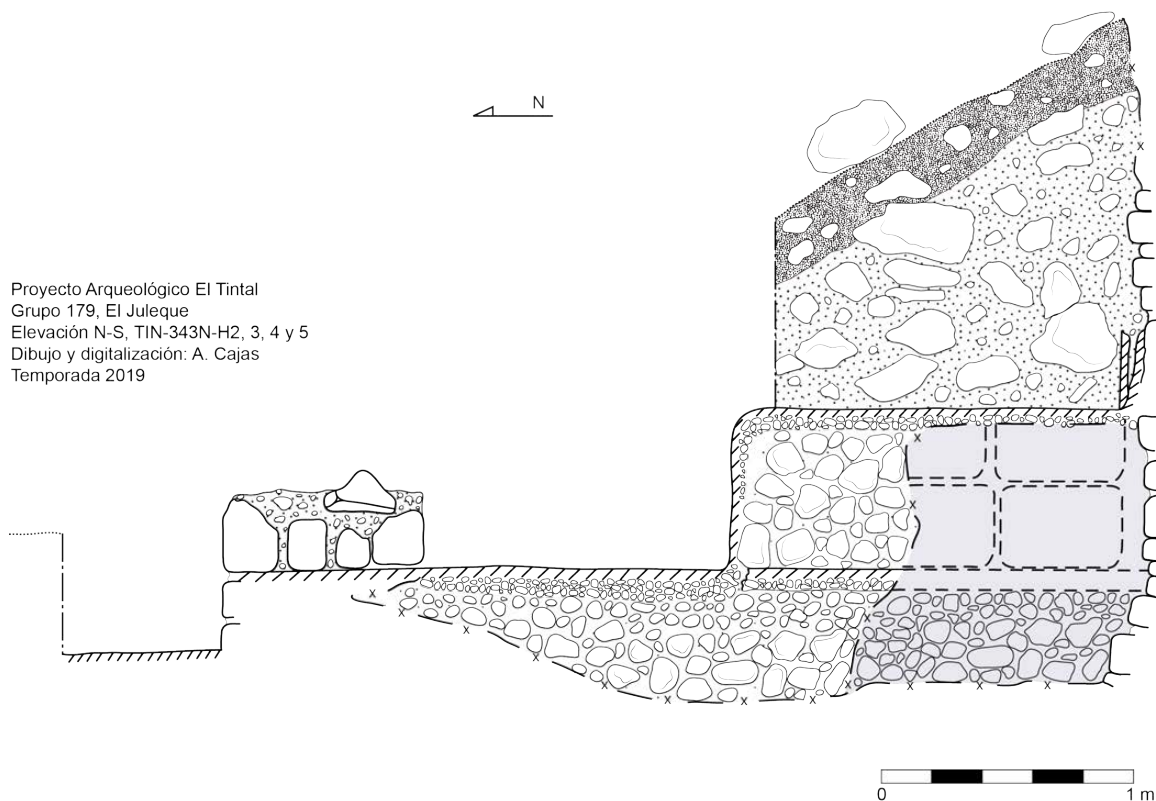 N
Proyecto Arqueológico El Tintal
Grupo 179, El Juleque
Elevación N-S, TIN-343N-H2, 3, 4 y 5
Dibujo y digitalización: A. Cajas
Temporada 2019
0 1 m